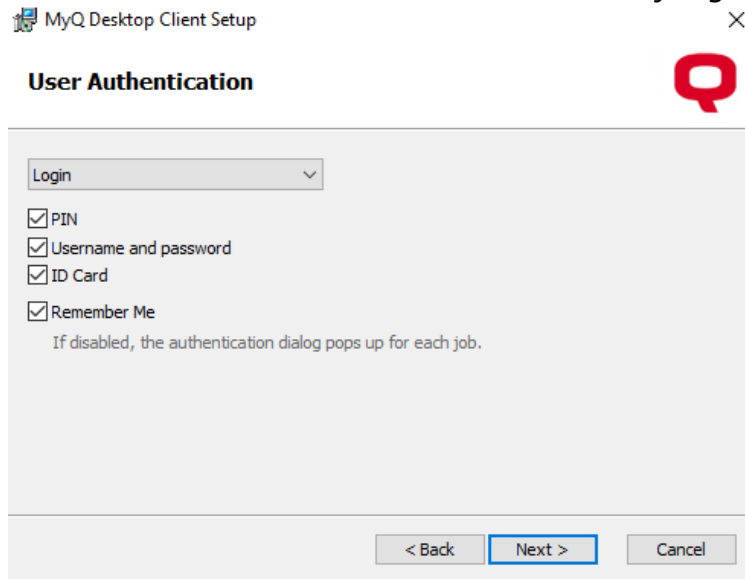 MyQ Desktop Client Setup
User Authentication
Login
PIN
Username and password
ID Card
Remember Me
If disabled, the authentication dialog pops up for each job.
< Back Next > Cancel